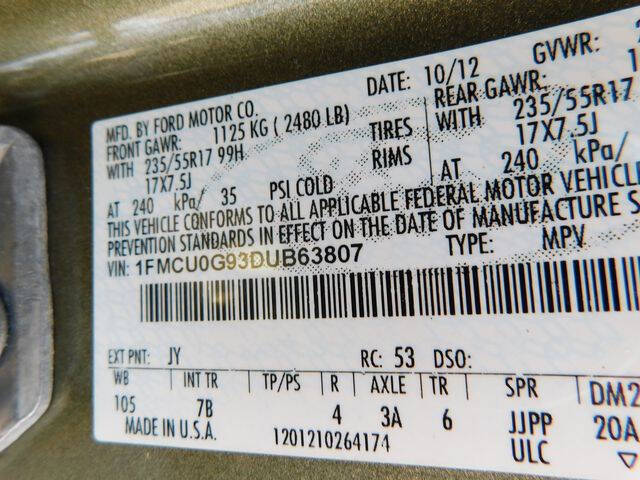 MFD. BY FORD MOTOR CO. DATE: 10/12 GVWR:
FRONT GAWR: 1125 KG ( 2480 LB) REAR GAWR:
WITH 235/55R17 99H TIRES WITH 235/55R17
17X7.5J RIMS 17X7.5J
AT 240 kPa/ 35 PSI COLD AT 240 kPa/
THIS VEHICLE CONFORMS TO ALL APPLICABLE FEDERAL MOTOR VEHICLE
PREVENTION STANDARDS IN EFFECT ON THE DATE OF MANUFACTURE S
VIN: 1FMCU0G93DUB63807 TYPE: MPV
EXT PNT: JY RC: 53 DSO:
WB INT TR TP/PS R AXLE TR SPR DM2
105 7B 4 3A 6 JJPP 20A
MADE IN U.S.A. 1201210264174 ULC